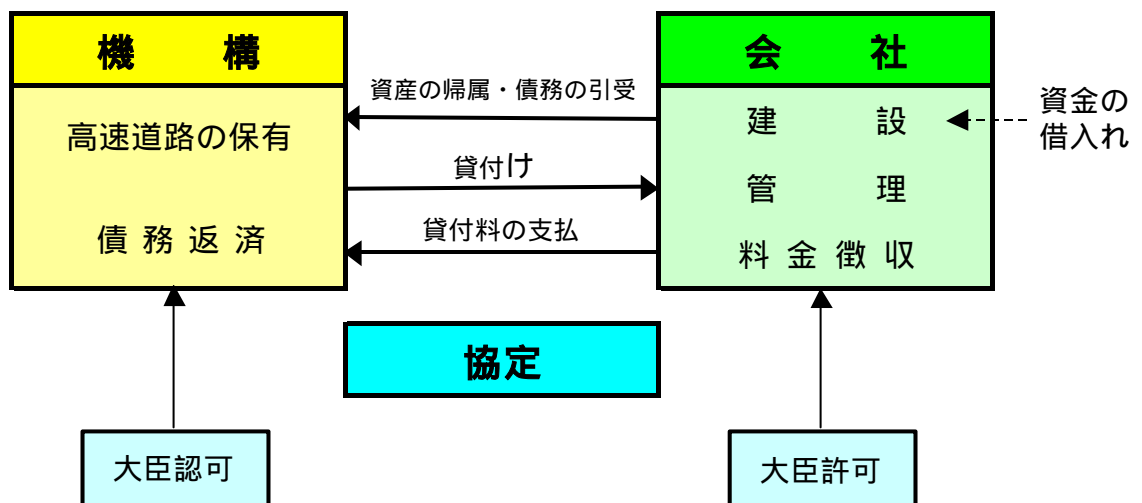 機 構
高速道路の保有
債務返済
資産の帰属・債務の引受
貸付け
貸付料の支払
会 社
建 設
管 理
料金徴収
資金の
借入れ
協定
大臣認可
大臣許可